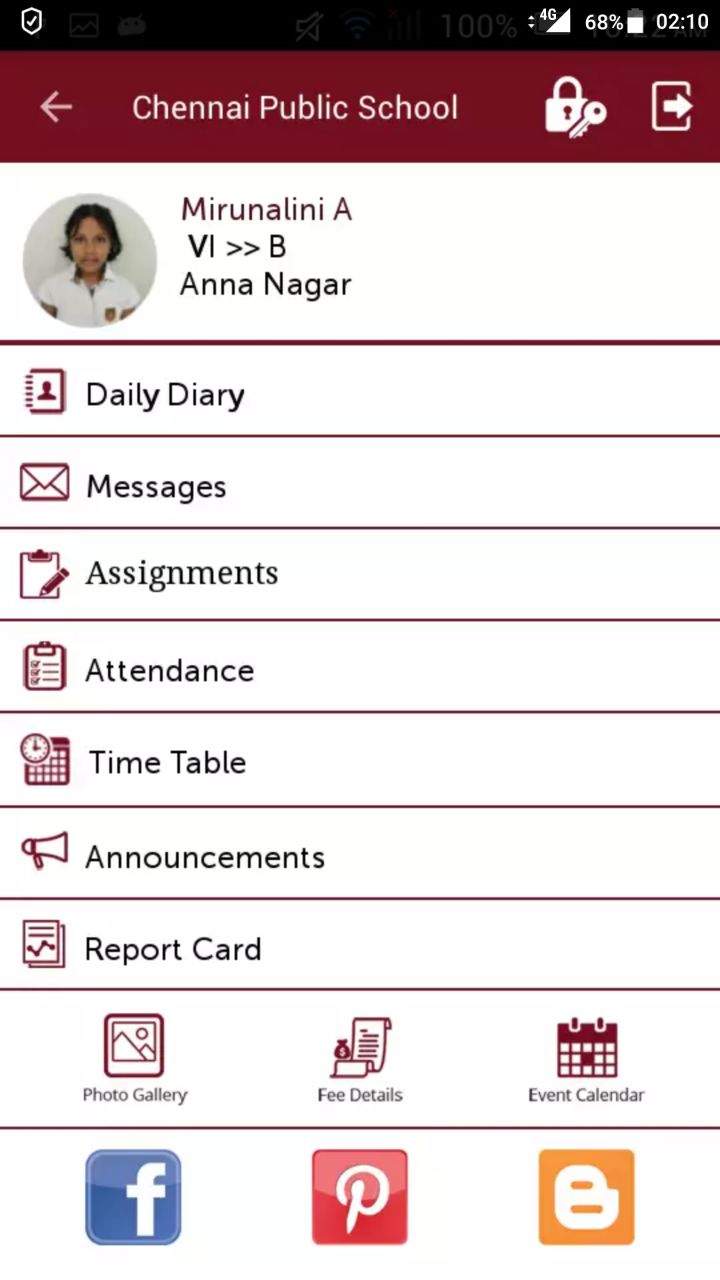 4G 68% 02:10
100%
Chennai Public School
Mirunalini A
VI >> B
Anna Nagar
Daily Diary
Messages
Assignments
Attendance
Time Table
Announcements
Report Card
Photo Gallery Fee Details Event Calendar